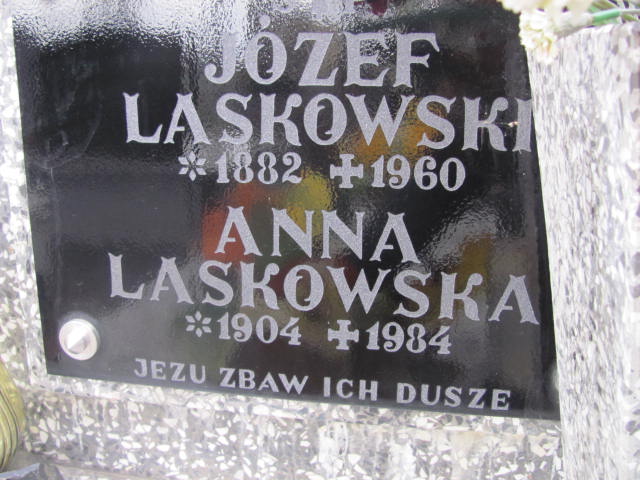 JÓZEF
LASKOWSKI
*1882 ✝1960
ANNA
LASKOWSKA
*1904 ✝1984
JEZU ZBAW ICH DUSZE